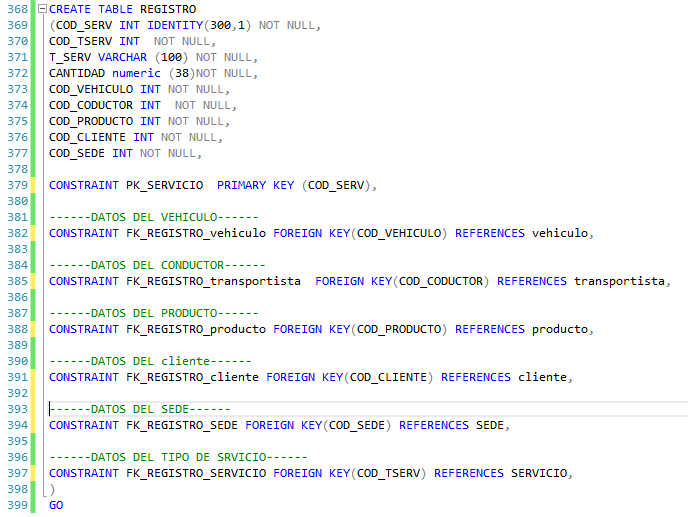 368 CREATE TABLE REGISTRO
369 (COD_SERV INT IDENTITY(300,1) NOT NULL,
370 COD_TSERV INT  NOT NULL,
371 T_SERV VARCHAR (100) NOT NULL,
372 CANTIDAD numeric (38)NOT NULL,
373 COD_VEHICULO INT NOT NULL,
374 COD_CODUCTOR INT  NOT NULL,
375 COD_PRODUCTO INT NOT NULL,
376 COD_CLIENTE INT NOT NULL,
377 COD_SEDE INT NOT NULL,
378
379 CONSTRAINT PK_SERVICIO  PRIMARY KEY (COD_SERV),
380
381 ------DATOS DEL VEHICULO------
382 CONSTRAINT FK_REGISTRO_vehiculo FOREIGN KEY(COD_VEHICULO) REFERENCES vehiculo,
383
384 ------DATOS DEL CONDUCTOR------
385 CONSTRAINT FK_REGISTRO_transportista  FOREIGN KEY(COD_CODUCTOR) REFERENCES transportista,
386
387 ------DATOS DEL PRODUCTO------
388 CONSTRAINT FK_REGISTRO_producto FOREIGN KEY(COD_PRODUCTO) REFERENCES producto,
389
390 ------DATOS DEL cliente------
391 CONSTRAINT FK_REGISTRO_cliente FOREIGN KEY(COD_CLIENTE) REFERENCES cliente,
392
393 ------DATOS DEL SEDE------
394 CONSTRAINT FK_REGISTRO_SEDE FOREIGN KEY(COD_SEDE) REFERENCES SEDE,
395
396 ------DATOS DEL TIPO DE SRVICIO------
397 CONSTRAINT FK_REGISTRO_SERVICIO FOREIGN KEY(COD_TSERV) REFERENCES SERVICIO,
398 )
399 GO